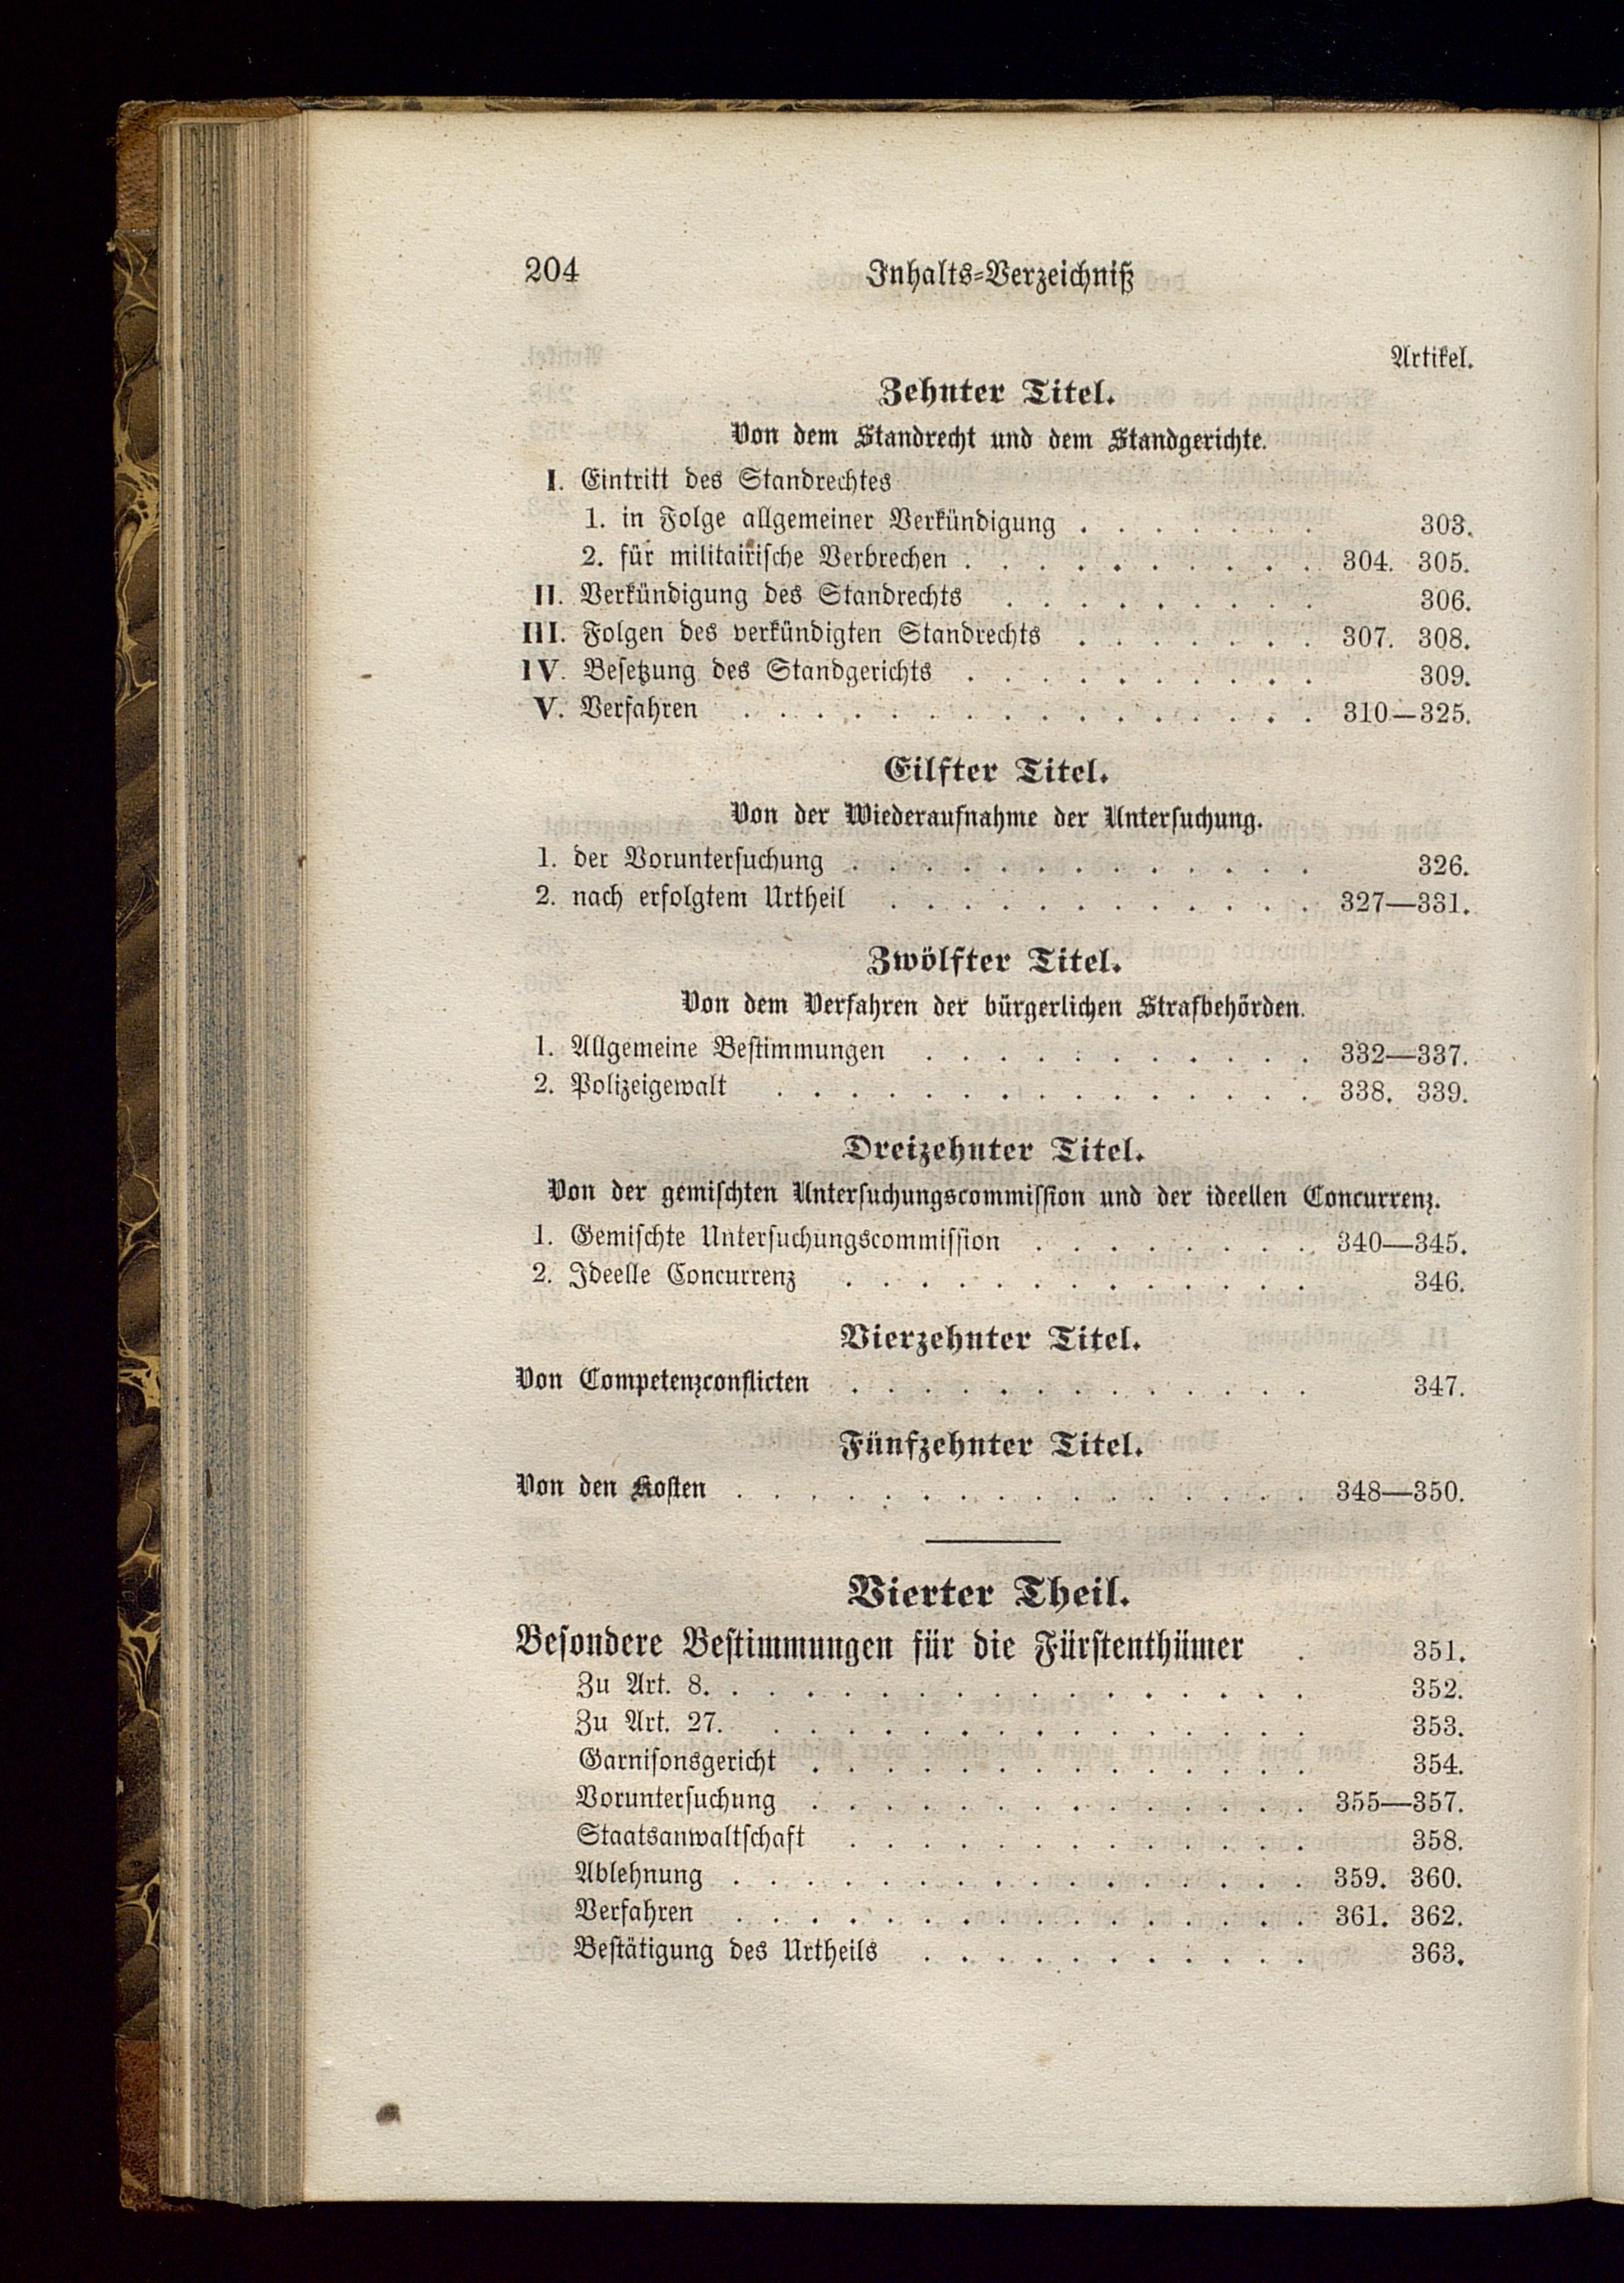 204 Inhalts-Verzeichniß
Artikel.
Zehnter Titel.
Von dem Standrecht und dem Standgerichte.
I. Eintritt des Standrechtes
1. in Folge allgemeiner Verkündigung . . . . . . . 303.
2. für militairische Verbrechen . . . . . . . . . . 304. 305.
II. Verkündigung des Standrechts . . . . . . . . . 306.
III. Folgen des verkündigten Standrechts . . . . . . . 307. 308.
IV. Besetzung des Standgerichts . . . . . . . . . . 309.
V. Verfahren . . . . . . . . . . . . . . . . 310—325.
Eilfter Titel.
Von der Wiederaufnahme der Untersuchung.
1. der Voruntersuchung . . . . . . . . . . . . . 326.
2. nach erfolgtem Urtheil . . . . . . . . . . . . 327—331.
Zwölfter Titel.
Von dem Verfahren der bürgerlichen Strafbehörden.
1. Allgemeine Bestimmungen . . . . . . . . . . . 332—337.
2. Polizeigewalt . . . . . . . . . . . . . . . 338. 339.
Dreizehnter Titel.
Von der gemischten Untersuchungscommission und der ideellen Concurrenz.
1. Gemischte Untersuchungscommission . . . . . . . . 340—345.
2. Ideelle Concurrenz . . . . . . . . . . . . . 346.
Vierzehnter Titel.
Von Competenzconflicten . . . . . . . . . . . . . 347.
Fünfzehnter Titel.
Von den Kosten . . . . . . . . . . . . . . . . 348—350.
Vierter Theil.
Besondere Bestimmungen für die Fürstenthümer . 351.
Zu Art. 8. . . . . . . . . . . . . . . . . 352.
Zu Art. 27. . . . . . . . . . . . . . . . 353.
Garnisonsgericht . . . . . . . . . . . . . . 354.
Voruntersuchung . . . . . . . . . . . . . . 355—357.
Staatsanwaltschaft . . . . . . . . . . . . . 358.
Ablehnung . . . . . . . . . . . . . . . . 359. 360.
Verfahren . . . . . . . . . . . . . . . . 361. 362.
Bestätigung des Urtheils . . . . . . . . . . . 363.